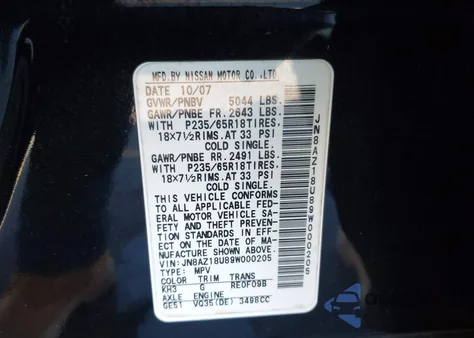 MFD.BY NISSAN MOTOR CO.,LTD.
DATE 10/07
GVWR/PNBV 5044 LBS.
GAWR/PNBE FR. 2643 LBS.
WITH P235/65R18TIRES.
18×7½RIMS.AT 33 PSI
COLD SINGLE.
GAWR/PNBE RR. 2491 LBS.
WITH P235/65R18TIRES.
18×7½RIMS.AT 33 PSI
COLD SINGLE.
THIS VEHICLE CONFORMS
TO ALL APPLICABLE FED-
ERAL MOTOR VEHICLE SA-
FETY AND THEFT PREVEN-
TION STANDARDS IN EFF-
ECT ON THE DATE OF MA-
NUFACTURE SHOWN ABOVE.
VIN: JN8AZ18U89W000205
TYPE: MPV
COLOR TRIM TRANS
KH3 G RE0F09B
AXLE ENGINE
GE51 VQ35(DE) 3498CC
JN8AZ18U89W000205